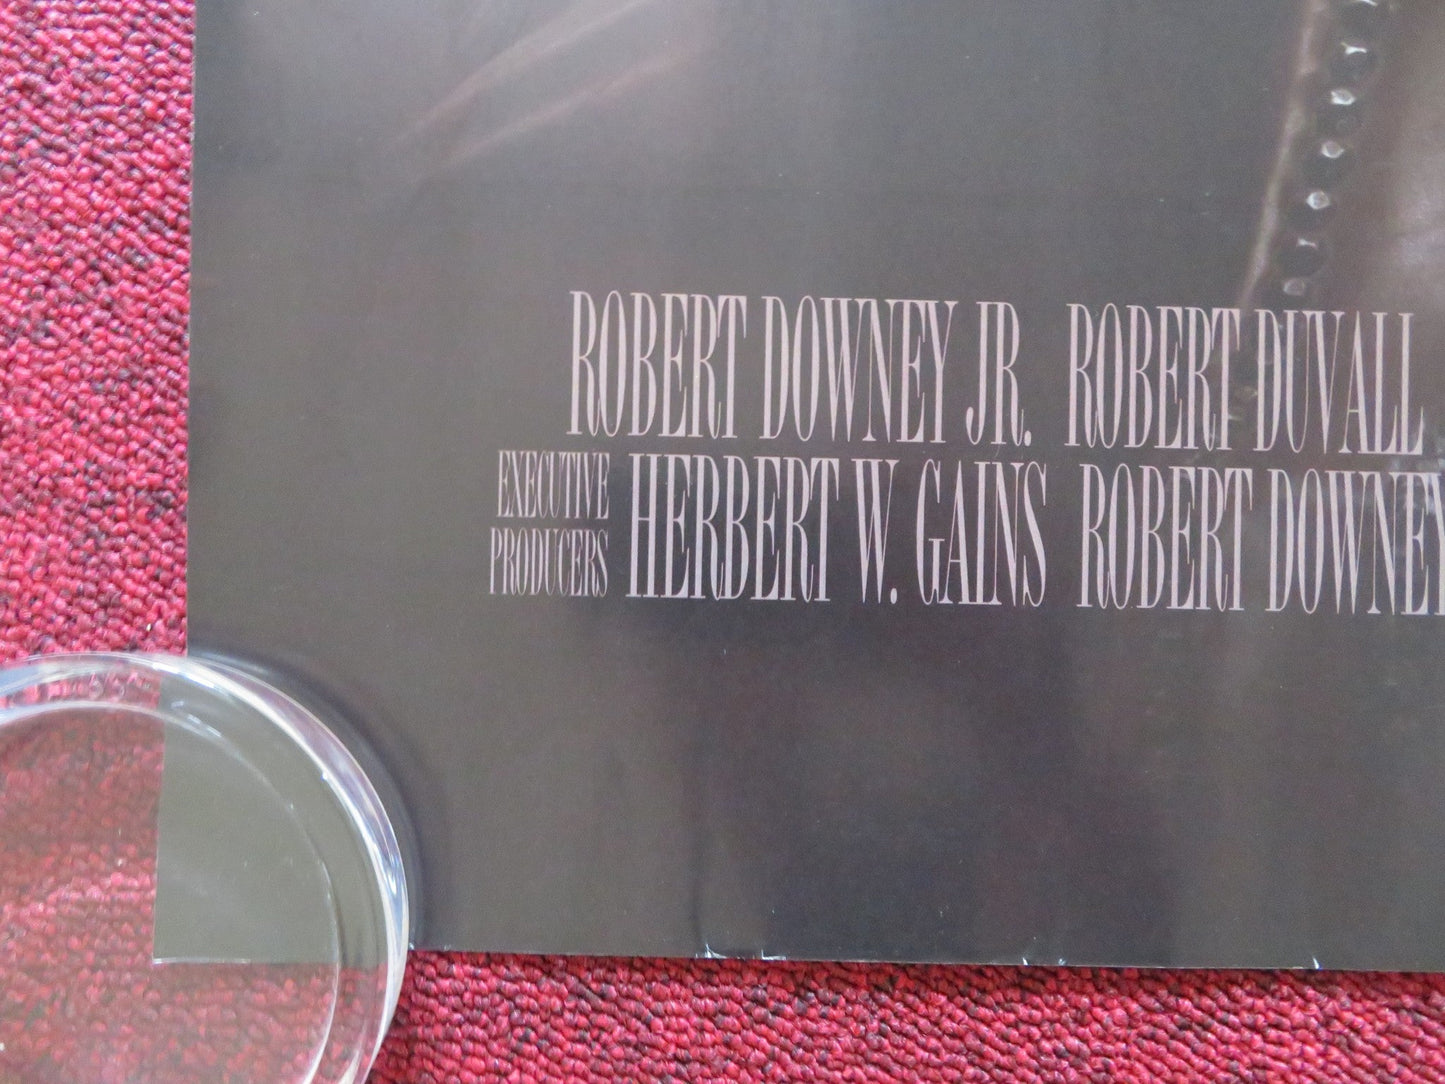 ROBERT DOWNEY JR. ROBERT DUVALL
EXECUTIVE PRODUCERS HERBERT W. GAINS ROBERT DOWNEY